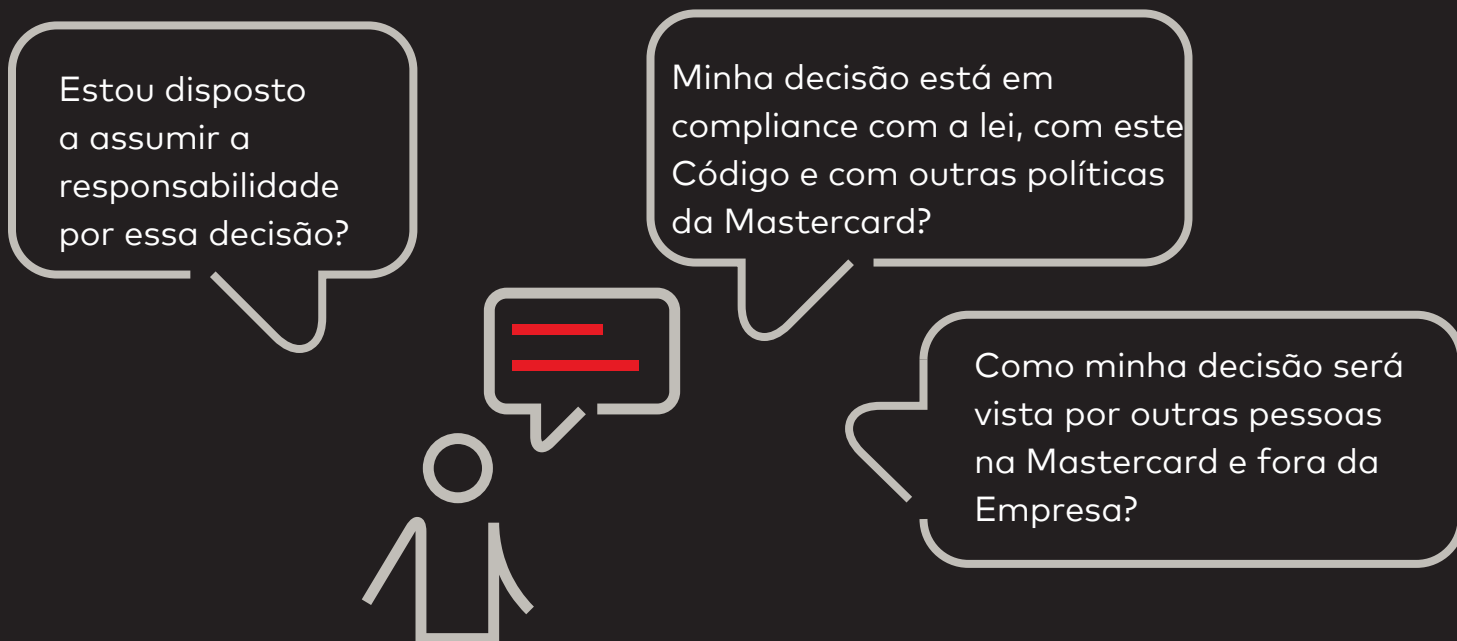 Estou disposto
a assumir a
responsabilidade
por essa decisão?
Minha decisão está em
compliance com a lei, com este
Código e com outras políticas
da Mastercard?
Como minha decisão será
vista por outras pessoas
na Mastercard e fora da
Empresa?